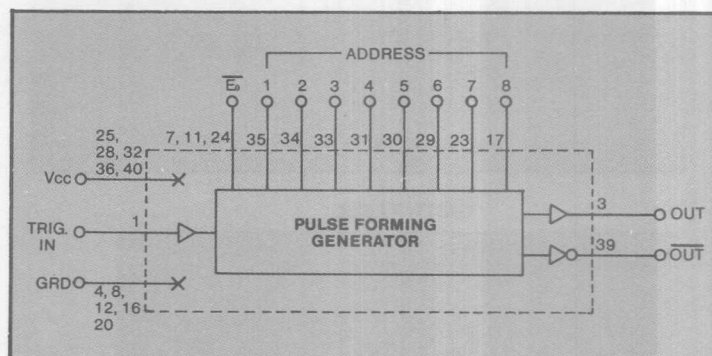 ADDRESS
E̅ₚ 1 2 3 4 5 6 7 8
25,
28, 32
36, 40
7, 11, 24 35 34 33 31 30 29 23 17
Vcc
TRIG.
IN
1
PULSE FORMING
GENERATOR
3
OUT
39
O̅U̅T̅
GRD
4, 8,
12, 16
20